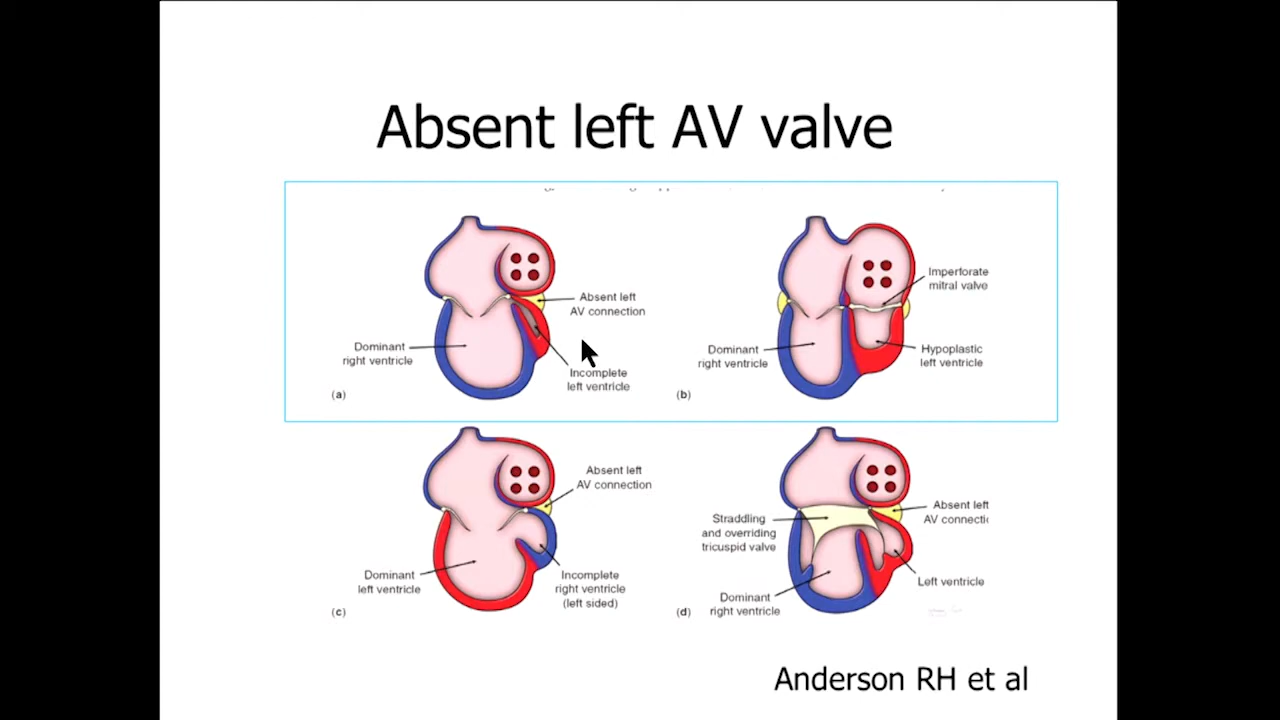 Absent left AV valve
Absent left
AV connection
Dominant
right ventricle
Incomplete
left ventricle
(a)
Imperforate
mitral valve
Dominant
right ventricle
Hypoplastic
left ventricle
(b)
Absent left
AV connection
Dominant
left ventricle
Incomplete
right ventricle
(left sided)
(c)
Straddling
and overriding
tricuspid valve
Absent left
AV connectic
Left ventricle
Dominant
right ventricle
(d)
Anderson RH et al